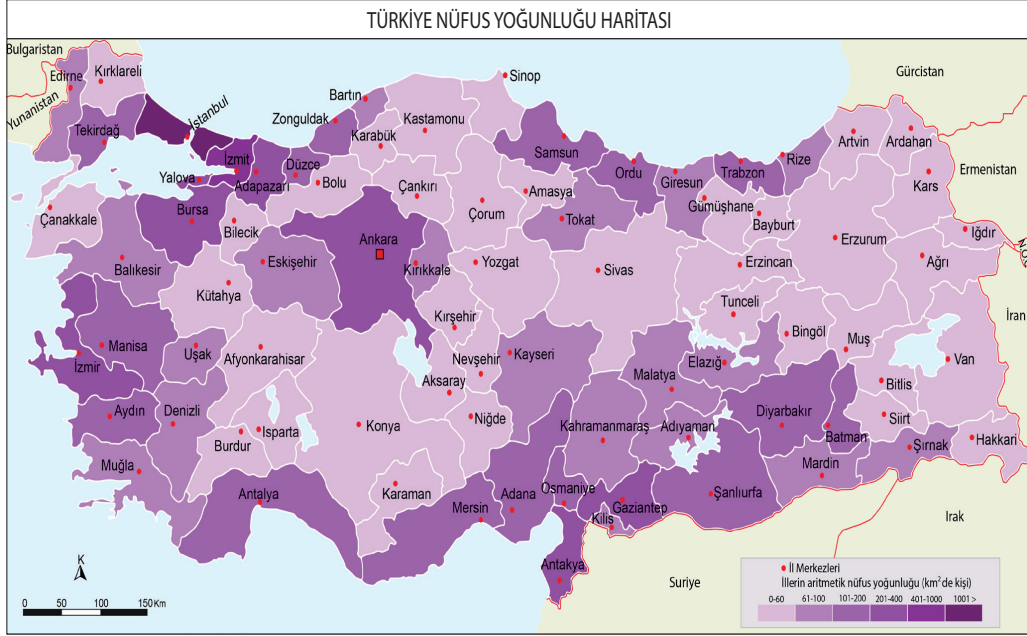 TÜRKİYE NÜFUS YOĞUNLUĞU HARİTASI
Bulgaristan
Edirne
Kırklareli
Yunanistan
Tekirdağ
İstanbul
Sinop
Gürcistan
Bartın
Zonguldak
Karabük
Kastamonu
Samsun
Ordu
Giresun
Trabzon
Rize
Artvin
Ardahan
Ermenistan
Kars
İzmit
Yalova
Adapazarı
Düzce
Bolu
Çankırı
Çorum
Amasya
Tokat
Gümüşhane
Bayburt
Erzurum
Iğdır
Ağrı
Çanakkale
Bursa
Bilecik
Balıkesir
Eskişehir
Ankara
Kırıkkale
Yozgat
Sivas
Erzincan
Kütahya
Kırşehir
Tunceli
Bingöl
Muş
İran
Manisa
Uşak
Afyonkarahisar
Nevşehir
Kayseri
Elazığ
Malatya
Van
Bitlis
İzmir
Aksaray
Niğde
Aydın
Denizli
Burdur
Isparta
Konya
Kahramanmaraş
Adıyaman
Diyarbakır
Batman
Siirt
Şırnak
Hakkari
Muğla
Antalya
Karaman
Mersin
Adana
Osmaniye
Gaziantep
Kilis
Şanlıurfa
Mardin
Antakya
Suriye
Irak
K
0 50 100 150 Km
İl Merkezleri
İllerin aritmetik nüfus yoğunluğu (km² de kişi)
0-60 61-100 101-200 201-400 401-1000 1001 >